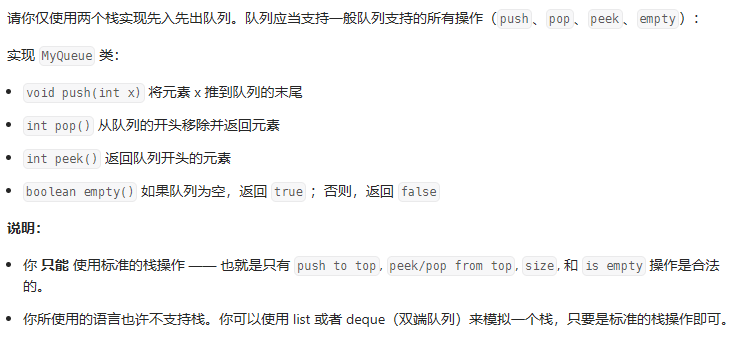 请你仅使用两个栈实现先入先出队列。队列应当支持一般队列支持的所有操作（push、pop、peek、empty）：
实现 MyQueue 类：
• void push(int x) 将元素 x 推到队列的末尾
• int pop() 从队列的开头移除并返回元素
• int peek() 返回队列开头的元素
• boolean empty() 如果队列为空，返回 true ；否则，返回 false
说明：
• 你 只能 使用标准的栈操作 —— 也就是只有 push to top, peek/pop from top, size, 和 is empty 操作是合法
的。
• 你所使用的语言也许不支持栈。你可以使用 list 或者 deque（双端队列）来模拟一个栈，只要是标准的栈操作即可。